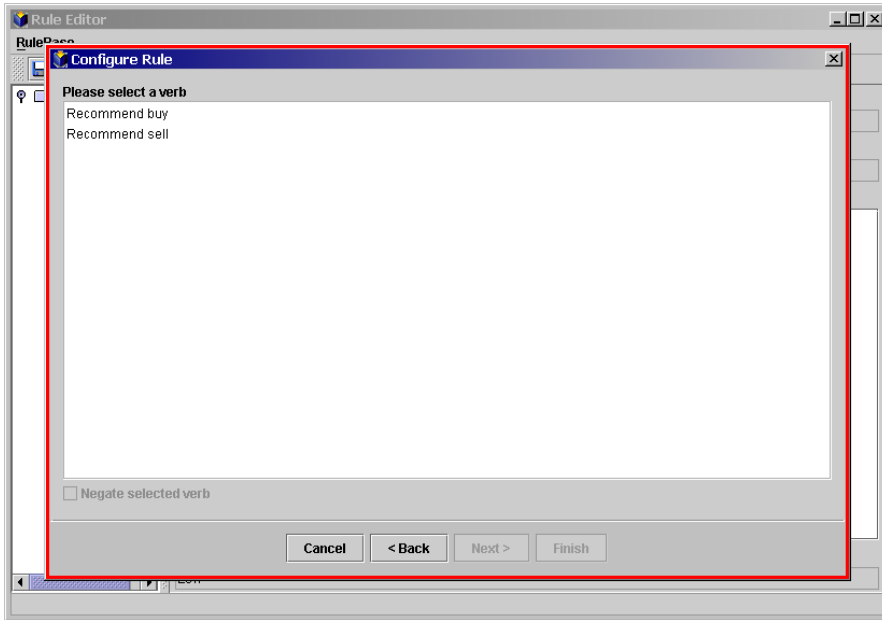 Rule Editor
Configure Rule
Please select a verb
Recommend buy
Recommend sell
Negate selected verb
Cancel
< Back
Next >
Finish